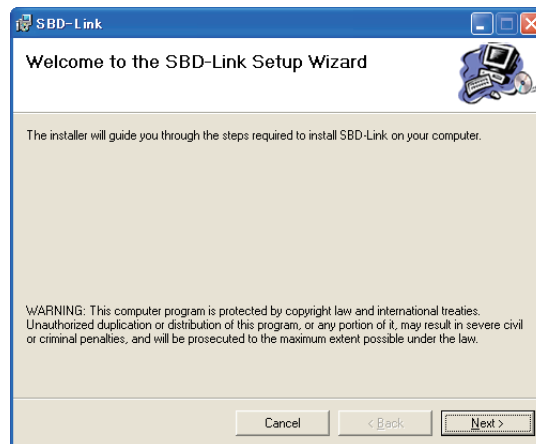 SBD-Link
Welcome to the SBD-Link Setup Wizard
The installer will guide you through the steps required to install SBD-Link on your computer.
WARNING: This computer program is protected by copyright law and international treaties.
Unauthorized duplication or distribution of this program, or any portion of it, may result in severe civil
or criminal penalties, and will be prosecuted to the maximum extent possible under the law.
Cancel < Back Next >